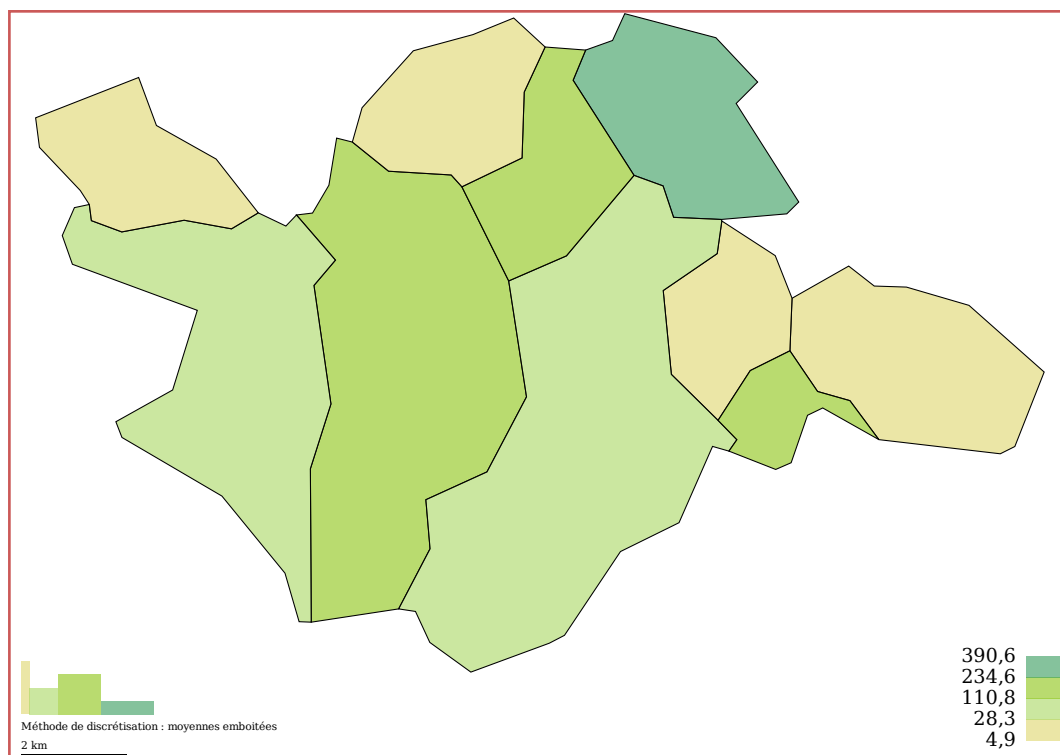 390,6
234,6
110,8
28,3
4,9
Méthode de discrétisation : moyennes emboitées
2 km